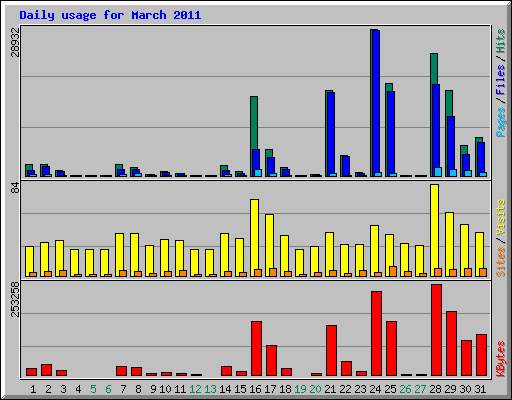 Daily usage for March 2011
28932
Pages / Files / Hits
84
Sites / Visits
253258
KBytes
1 2 3 4 5 6 7 8 9 10 11 12 13 14 15 16 17 18 19 20 21 22 23 24 25 26 27 28 29 30 31